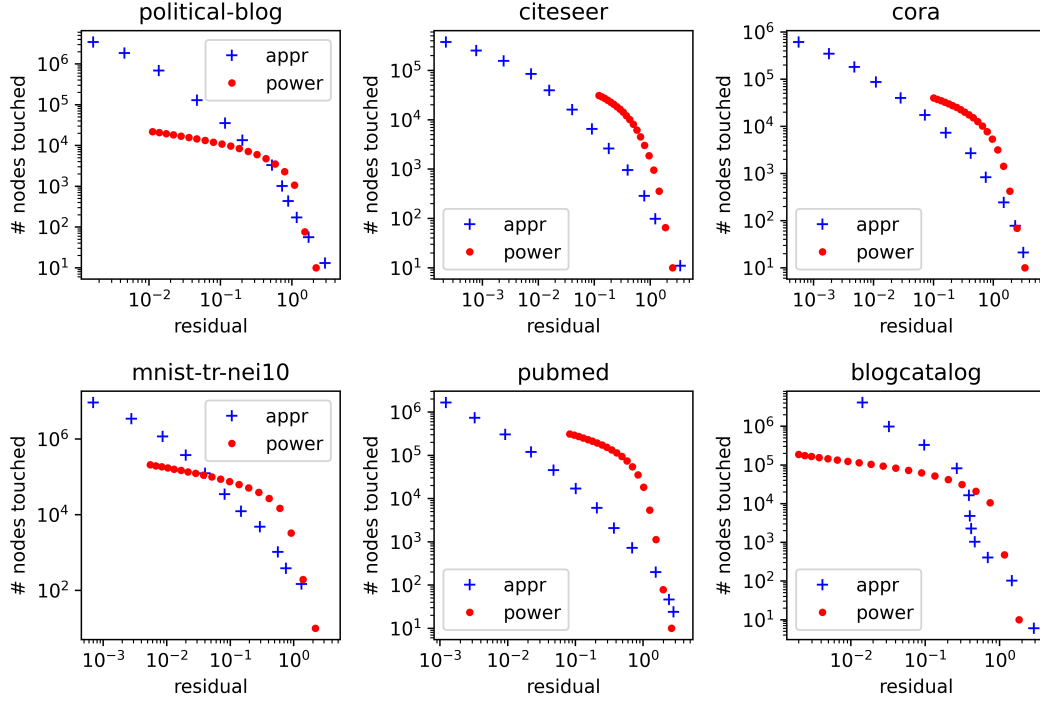 political-blog
# nodes touched
10^6
10^5
10^4
10^3
10^2
10^1
appr
power
10^-2 10^-1 10^0
residual
citeseer
# nodes touched
10^5
10^4
10^3
10^2
10^1
appr
power
10^-3 10^-2 10^-1 10^0
residual
cora
# nodes touched
10^6
10^5
10^4
10^3
10^2
10^1
appr
power
10^-3 10^-2 10^-1 10^0
residual
mnist-tr-nei10
# nodes touched
10^6
10^4
10^2
appr
power
10^-3 10^-2 10^-1 10^0
residual
pubmed
# nodes touched
10^6
10^5
10^4
10^3
10^2
10^1
appr
power
10^-3 10^-2 10^-1 10^0
residual
blogcatalog
# nodes touched
10^6
10^5
10^4
10^3
10^2
10^1
appr
power
10^-2 10^-1 10^0
residual